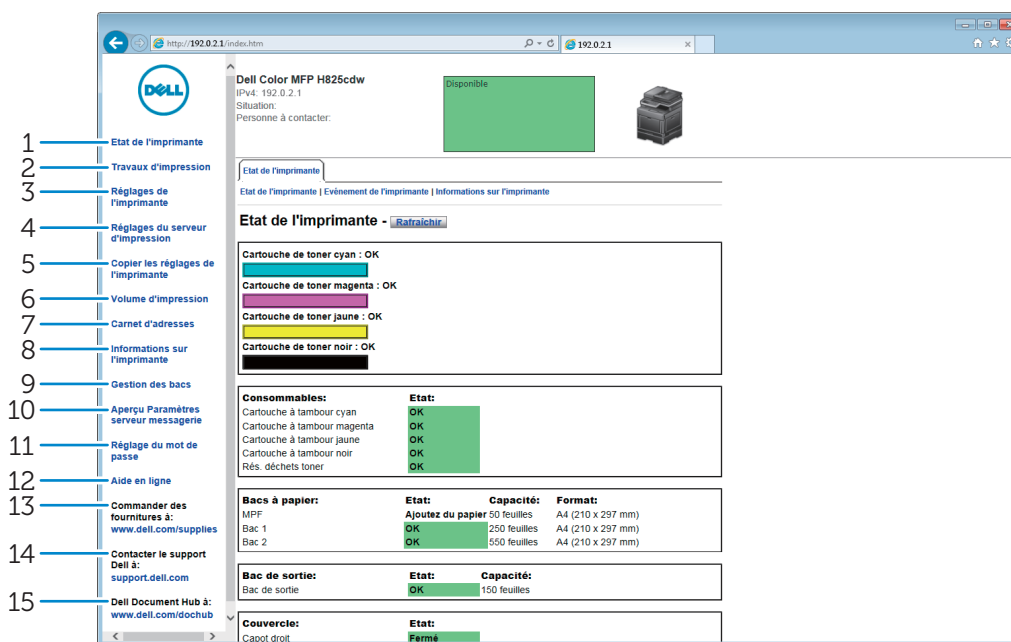 http://192.0.2.1/index.htm
192.0.2.1
DELL
Dell Color MFP H825cdw
IPv4: 192.0.2.1
Situation:
Personne à contacter:
Disponible
1
Etat de l'imprimante
2
Travaux d'impression
3
Réglages de
l'imprimante
4
Réglages du serveur
d'impression
5
Copier les réglages de
l'imprimante
6
Volume d'impression
7
Carnet d'adresses
8
Informations sur
l'imprimante
9
Gestion des bacs
10
Aperçu Paramètres
serveur messagerie
11
Réglage du mot de
passe
12
Aide en ligne
13
Commander des
fournitures à:
www.dell.com/supplies
14
Contacter le support
Dell à:
support.dell.com
15
Dell Document Hub à:
www.dell.com/dochub
Etat de l'imprimante
Etat de l'imprimante | Evénement de l'imprimante | Informations sur l'imprimante
Etat de l'imprimante - Rafraîchir
Cartouche de toner cyan : OK
Cartouche de toner magenta : OK
Cartouche de toner jaune : OK
Cartouche de toner noir : OK
Consommables: Etat:
Cartouche à tambour cyan OK
Cartouche à tambour magenta OK
Cartouche à tambour jaune OK
Cartouche à tambour noir OK
Rés. déchets toner OK
Bacs à papier: Etat: Capacité: Format:
MPF Ajoutez du papier 50 feuilles A4 (210 x 297 mm)
Bac 1 OK 250 feuilles A4 (210 x 297 mm)
Bac 2 OK 550 feuilles A4 (210 x 297 mm)
Bac de sortie: Etat: Capacité:
Bac de sortie OK 150 feuilles
Couvercle: Etat:
Capot droit Fermé